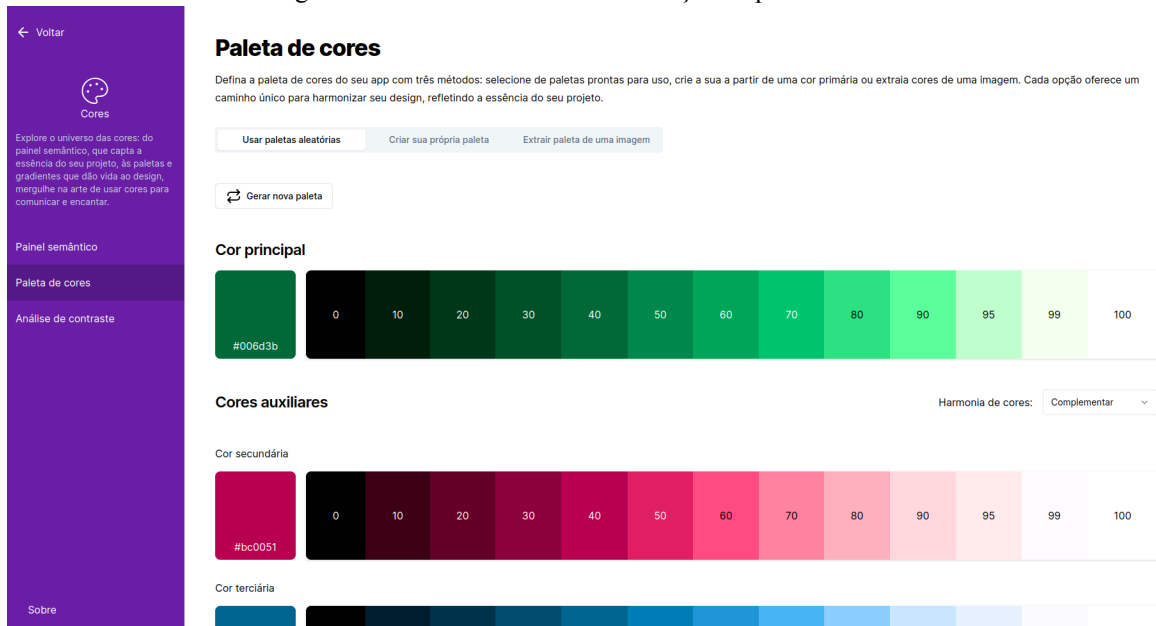 Voltar
Cores
Explore o universo das cores: do
painel semântico, que capta a
essência do seu projeto, às paletas e
gradientes que dão vida ao design,
mergulhe na arte de usar cores para
comunicar e encantar.
Painel semântico
Paleta de cores
Análise de contraste
Sobre
Paleta de cores
Defina a paleta de cores do seu app com três métodos: selecione de paletas prontas para uso, crie a sua a partir de uma cor primária ou extraia cores de uma imagem. Cada opção oferece um
caminho único para harmonizar seu design, refletindo a essência do seu projeto.
Usar paletas aleatórias Criar sua própria paleta Extrair paleta de uma imagem
Gerar nova paleta
Cor principal
#006d3b
0 10 20 30 40 50 60 70 80 90 95 99 100
Cores auxiliares
Harmonia de cores: Complementar
Cor secundária
#bc0051
0 10 20 30 40 50 60 70 80 90 95 99 100
Cor terciária